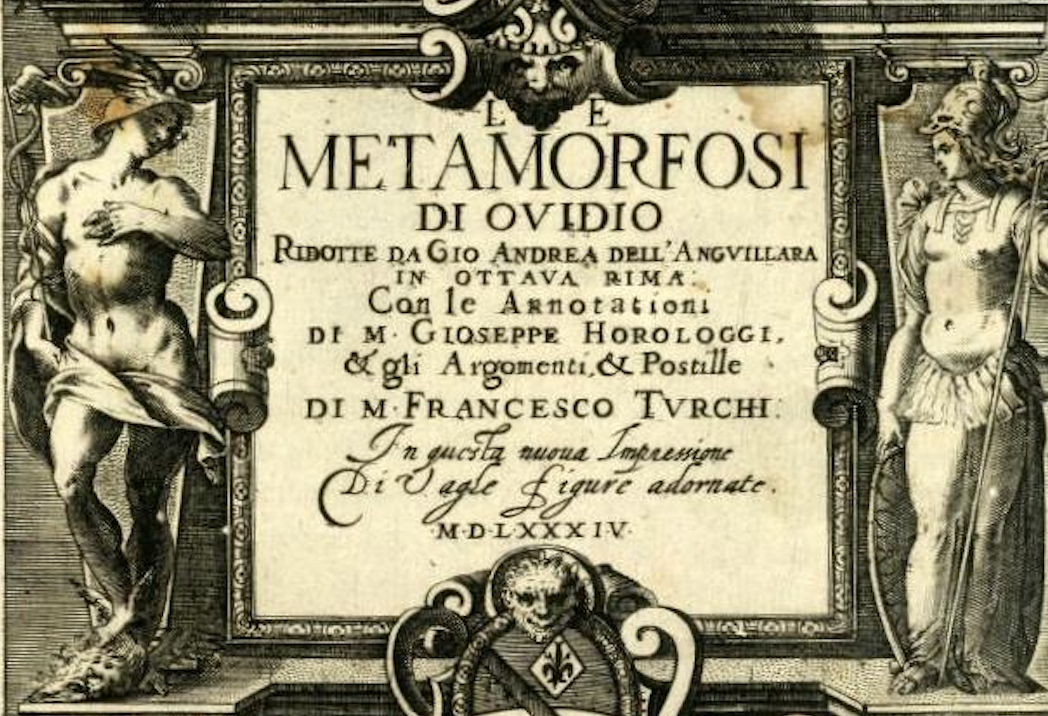 LE
METAMORFOSI
DI OVIDIO
RIDOTTE DA GIO ANDREA DELL'ANGVILLARA
IN OTTAVA RIMA.
Con le Annotationi
DI M. GIOSEPPE HOROLOGGI,
& gli Argomenti, & Postille
DI M. FRANCESCO TVRCHI.
In questa nuoua Impressione
Di Vaghe Figure adornate.
M·D·LXXXIV·